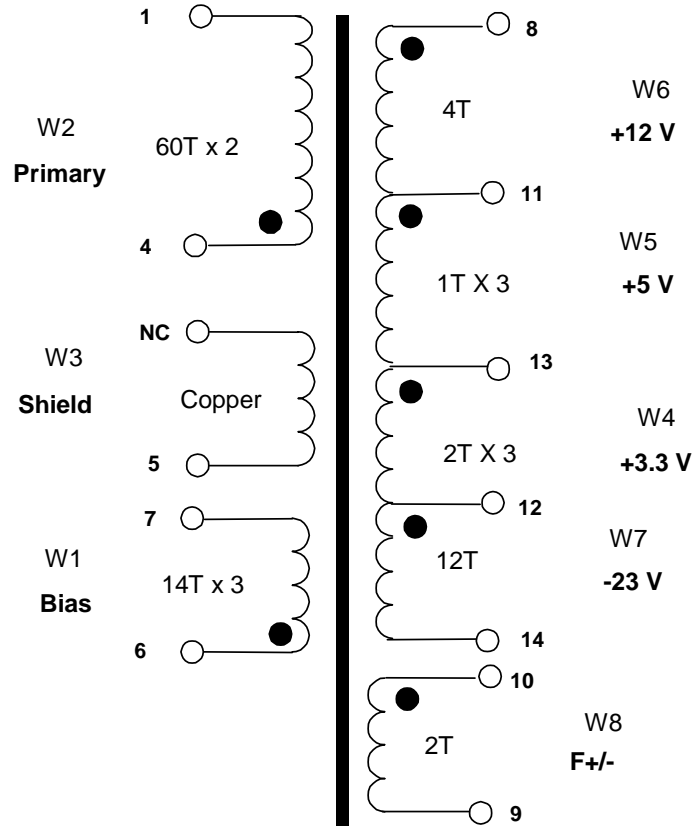 1
W2
Primary
60T x 2
4
NC
W3
Shield
Copper
5
7
W1
Bias
14T x 3
6
8
4T
W6
+12 V
11
W5
1T X 3
+5 V
13
W4
2T X 3
+3.3 V
12
W7
12T
-23 V
14
10
W8
2T
F+/-
9